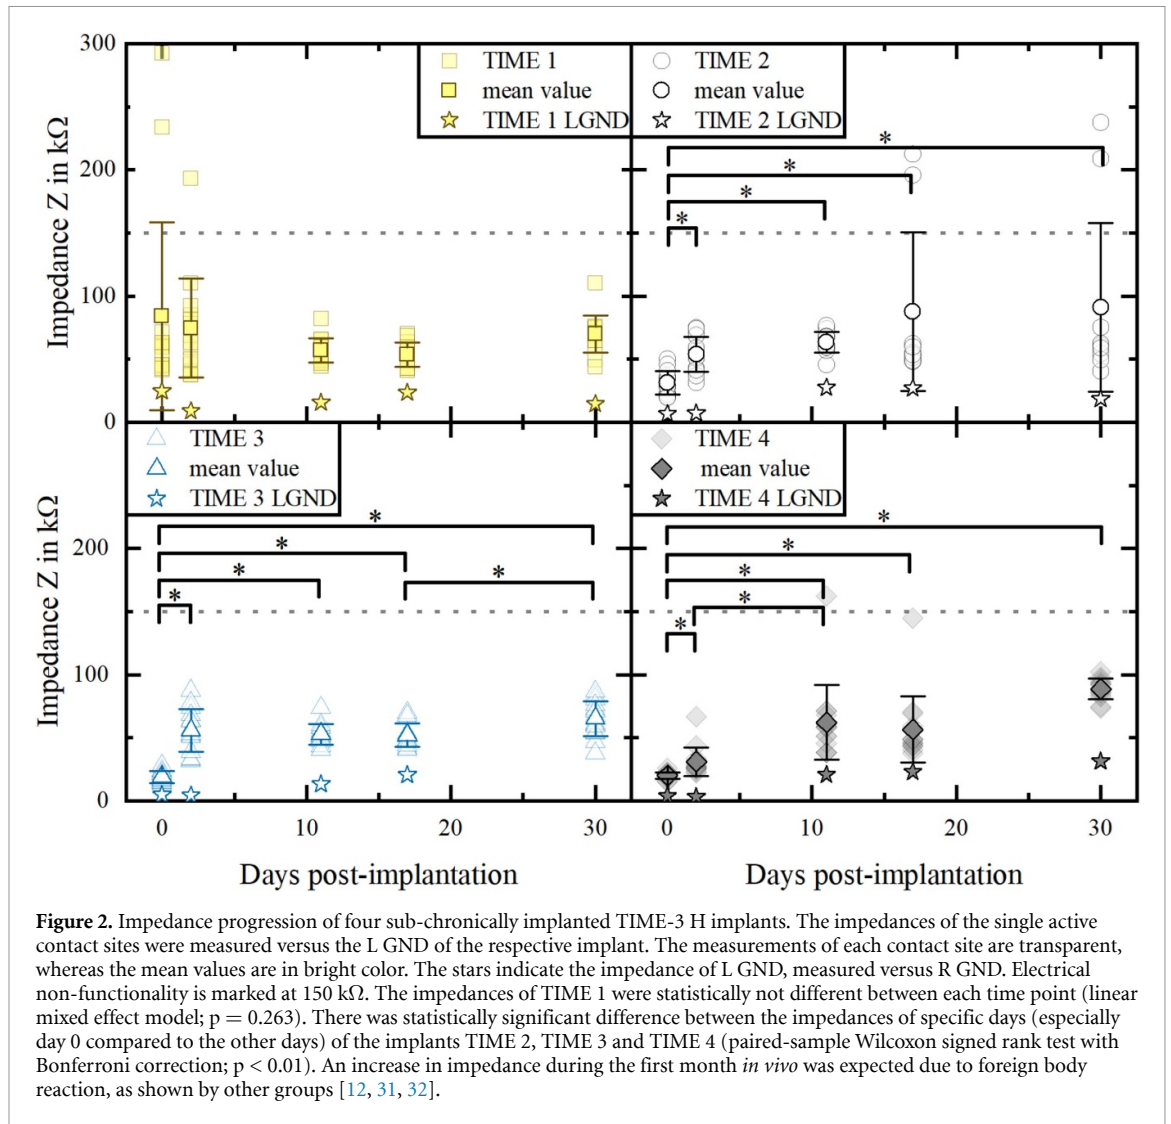 300
200
100
0
Impedance Z in kΩ
TIME 1
mean value
TIME 1 LGND
TIME 2
mean value
TIME 2 LGND
*
*
*
*
200
100
0
Impedance Z in kΩ
TIME 3
mean value
TIME 3 LGND
*
*
*
*
*
TIME 4
mean value
TIME 4 LGND
*
*
*
*
*
0 10 20 30
0 10 20 30
Days post-implantation
Days post-implantation
Figure 2. Impedance progression of four sub-chronically implanted TIME-3 H implants. The impedances of the single active
contact sites were measured versus the L GND of the respective implant. The measurements of each contact site are transparent,
whereas the mean values are in bright color. The stars indicate the impedance of L GND, measured versus R GND. Electrical
non-functionality is marked at 150 kΩ. The impedances of TIME 1 were statistically not different between each time point (linear
mixed effect model; p = 0.263). There was statistically significant difference between the impedances of specific days (especially
day 0 compared to the other days) of the implants TIME 2, TIME 3 and TIME 4 (paired-sample Wilcoxon signed rank test with
Bonferroni correction; p < 0.01). An increase in impedance during the first month in vivo was expected due to foreign body
reaction, as shown by other groups [12, 31, 32].